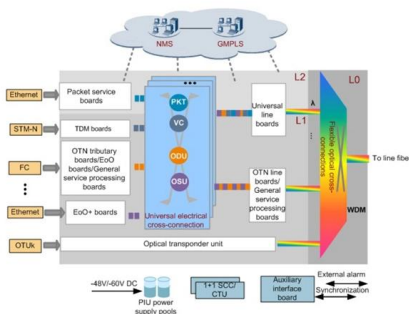 NMS
GMPLS
L2
L0
Ethernet
Packet service
boards
PKT
Universal
line
boards
λ
L1
STM-N
TDM boards
VC
FC
OTN tributary
boards/EoO
boards/General
service processing
boards
ODU
OSU
OTN line
boards/
General
service
processing
boards
Flexible optical cross-
connections
To line fibe
Ethernet
EoO+ boards
Universal electrical
cross-connection
WDM
OTUk
Optical transponder unit
-48V/-60V DC
PIU power
supply pools
1+1 SCC/
CTU
Auxiliary
interface
board
External alarm
Synchronization